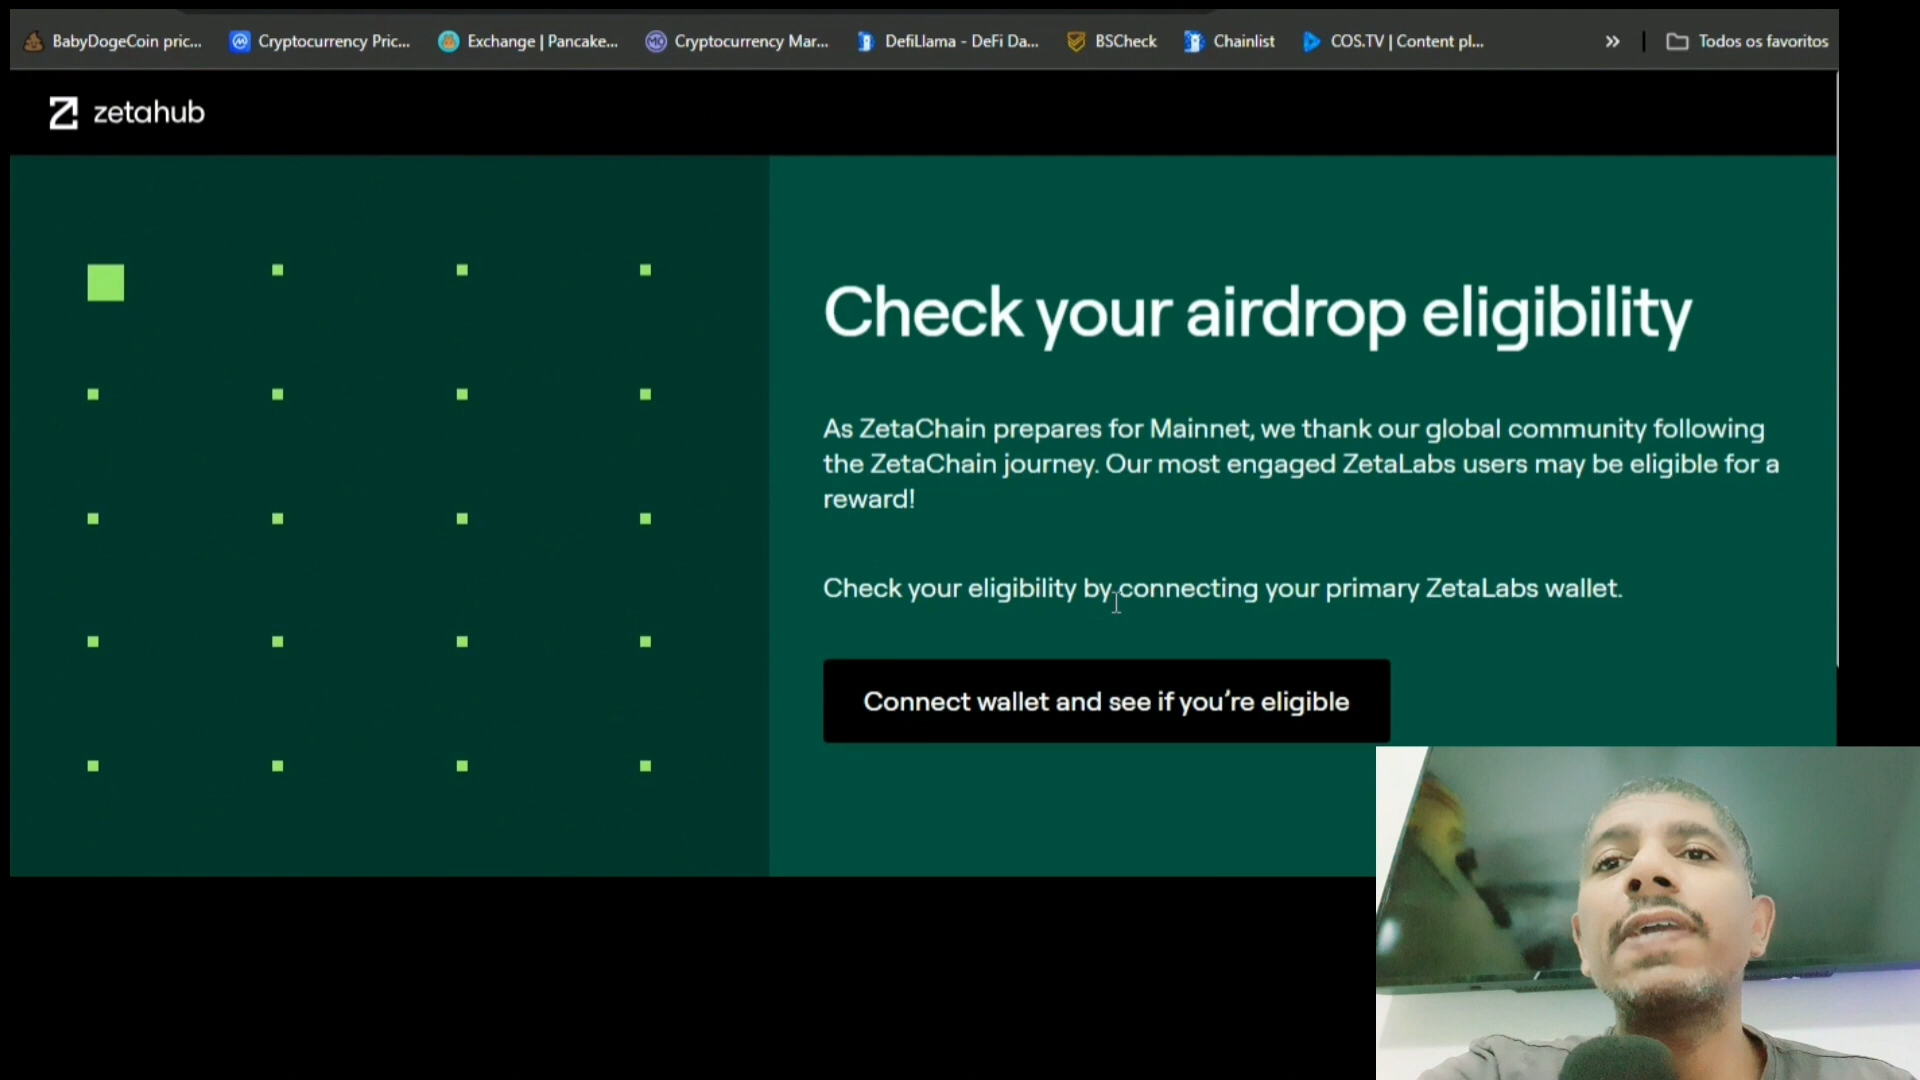 BabyDogeCoin pric... Cryptocurrency Pric... Exchange | Pancake... Cryptocurrency Mar... DefiLlama - DeFi Da... BSCheck Chainlist COS.TV | Content pl... » Todos os favoritos
zetahub
Check your airdrop eligibility
As ZetaChain prepares for Mainnet, we thank our global community following
the ZetaChain journey. Our most engaged ZetaLabs users may be eligible for a
reward!
Check your eligibility by connecting your primary ZetaLabs wallet.
Connect wallet and see if you’re eligible